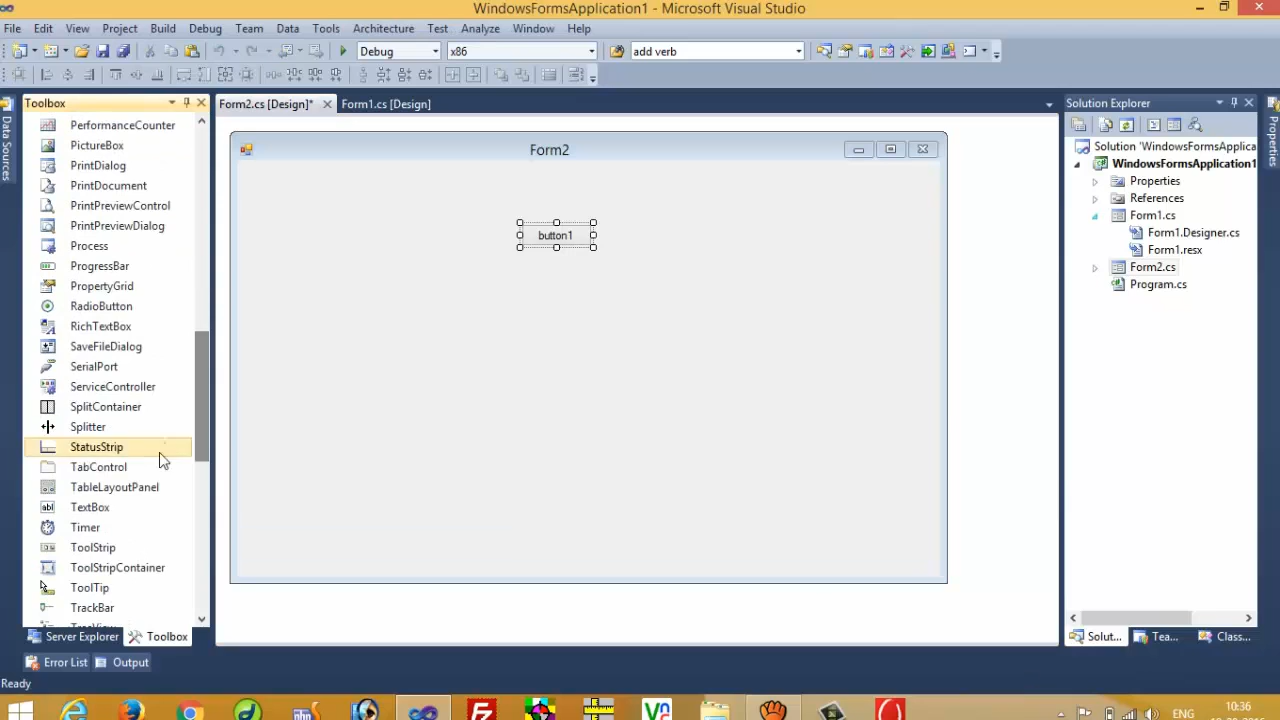 WindowsFormsApplication1 - Microsoft Visual Studio
File Edit View Project Build Debug Team Data Tools Architecture Test Analyze Window Help
Debug x86 add verb
Toolbox
Form2.cs [Design]* Form1.cs [Design]
Solution Explorer
Data Sources
Properties
PerformanceCounter
PictureBox
PrintDialog
PrintDocument
PrintPreviewControl
PrintPreviewDialog
Process
ProgressBar
PropertyGrid
RadioButton
RichTextBox
SaveFileDialog
SerialPort
ServiceController
SplitContainer
Splitter
StatusStrip
TabControl
TableLayoutPanel
TextBox
Timer
ToolStrip
ToolStripContainer
ToolTip
TrackBar
Form2
button1
Solution 'WindowsFormsApplica
WindowsFormsApplication1
Properties
References
Form1.cs
Form1.Designer.cs
Form1.resx
Form2.cs
Program.cs
Server Explorer Toolbox
Solut... Tea... Class...
Error List Output
Ready
ENG
10:36